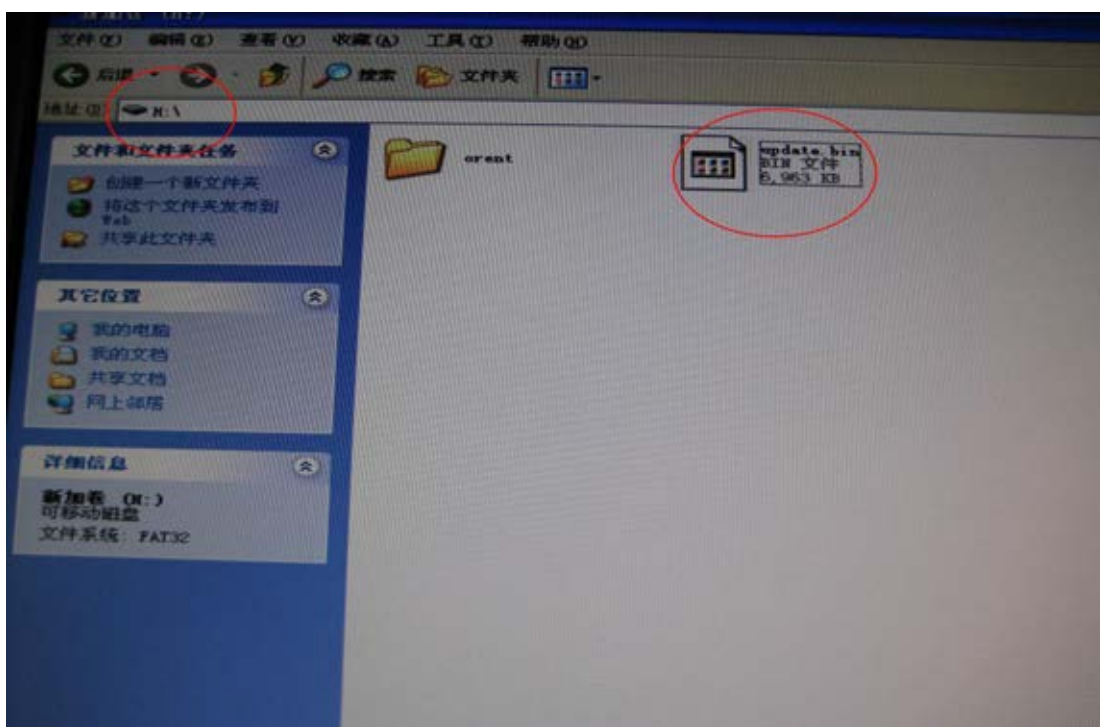 文件(F) 编辑(E) 查看(V) 收藏(A) 工具(T) 帮助(H)
后退 搜索 文件夹
地址(D) H:\
文件和文件夹任务
创建一个新文件夹
将这个文件夹发布到
Web
共享此文件夹
其它位置
我的电脑
我的文档
共享文档
网上邻居
详细信息
新加卷 (H:)
可移动磁盘
文件系统: FAT32
orent
update.bin
BIN 文件
6,963 KB